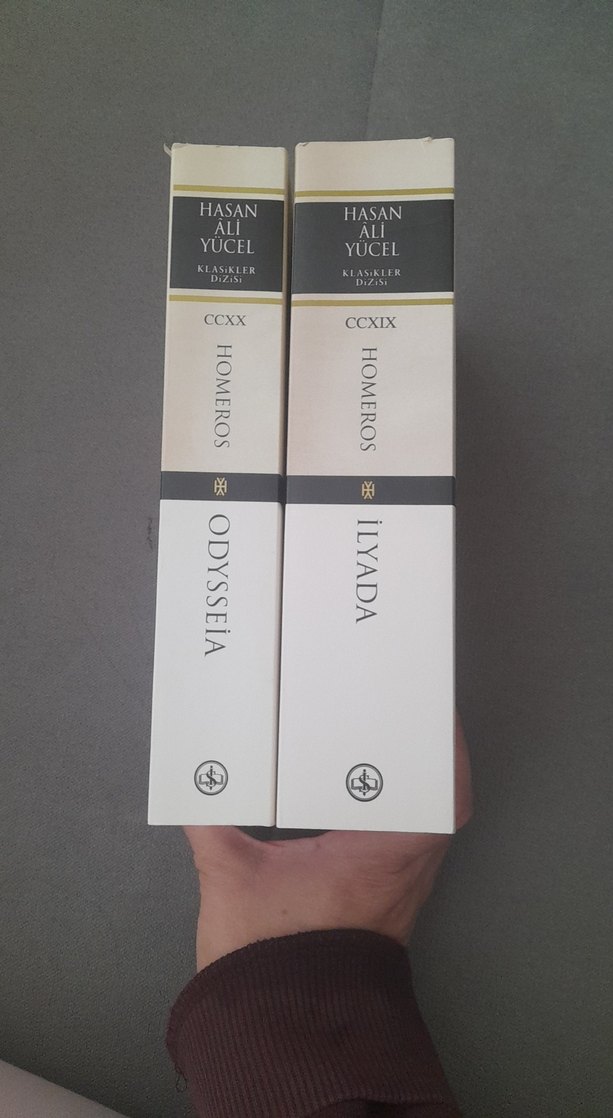 HASAN
ÂLİ
YÜCEL
KLASİKLER
DİZİSİ
CCXX
HOMEROS
ODYSSEİA
HASAN
ÂLİ
YÜCEL
KLASİKLER
DİZİSİ
CCXIX
HOMEROS
İLYADA